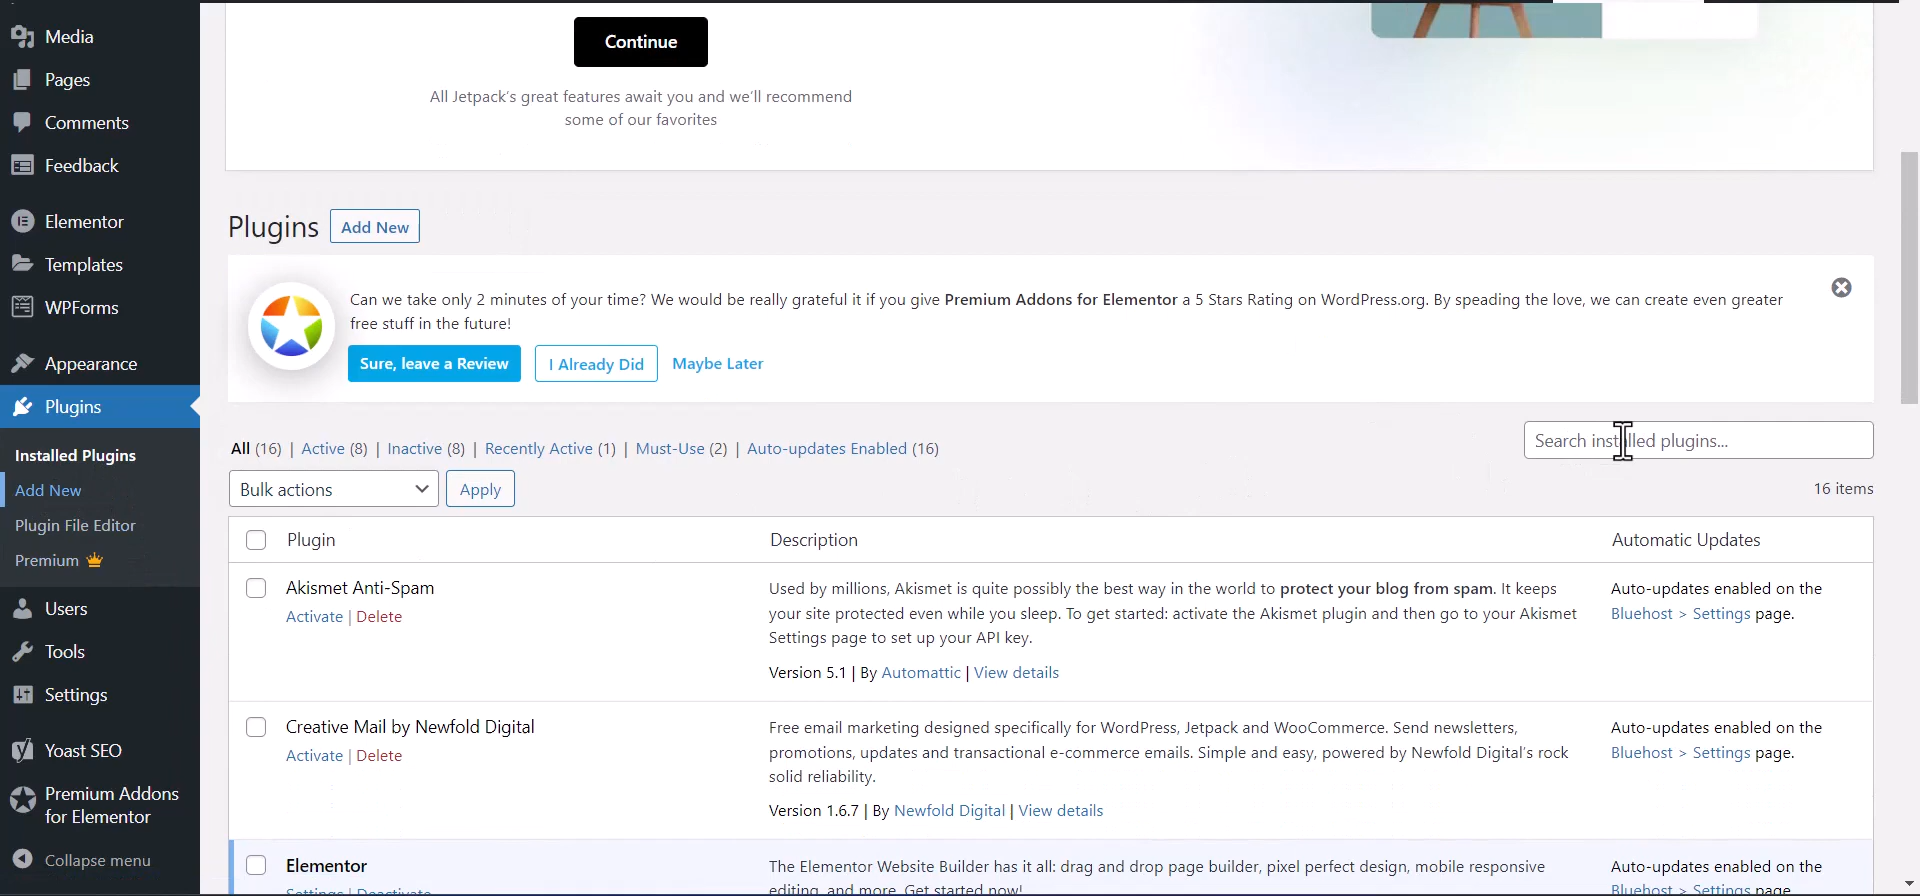 Media
Pages
Comments
Feedback
Elementor
Templates
WPForms
Appearance
Plugins
Installed Plugins
Add New
Plugin File Editor
Premium
Users
Tools
Settings
Yoast SEO
Premium Addons
for Elementor
Collapse menu
Continue
All Jetpack's great features await you and we'll recommend
some of our favorites
Plugins Add New
Can we take only 2 minutes of your time? We would be really grateful it if you give Premium Addons for Elementor a 5 Stars Rating on WordPress.org. By speading the love, we can create even greater
free stuff in the future!
Sure, leave a Review I Already Did Maybe Later
All (16) | Active (8) | Inactive (8) | Recently Active (1) | Must-Use (2) | Auto-updates Enabled (16)
Search installed plugins...
Bulk actions Apply
16 items
Plugin Description Automatic Updates
Akismet Anti-Spam
Activate | Delete
Used by millions, Akismet is quite possibly the best way in the world to protect your blog from spam. It keeps
your site protected even while you sleep. To get started: activate the Akismet plugin and then go to your Akismet
Settings page to set up your API key.
Version 5.1 | By Automattic | View details
Auto-updates enabled on the
Bluehost > Settings page.
Creative Mail by Newfold Digital
Activate | Delete
Free email marketing designed specifically for WordPress, Jetpack and WooCommerce. Send newsletters,
promotions, updates and transactional e-commerce emails. Simple and easy, powered by Newfold Digital's rock
solid reliability.
Version 1.6.7 | By Newfold Digital | View details
Auto-updates enabled on the
Bluehost > Settings page.
Elementor
Settings | Deactivate
The Elementor Website Builder has it all: drag and drop page builder, pixel perfect design, mobile responsive
editing, and more. Get started now!
Auto-updates enabled on the
Bluehost > Settings page.